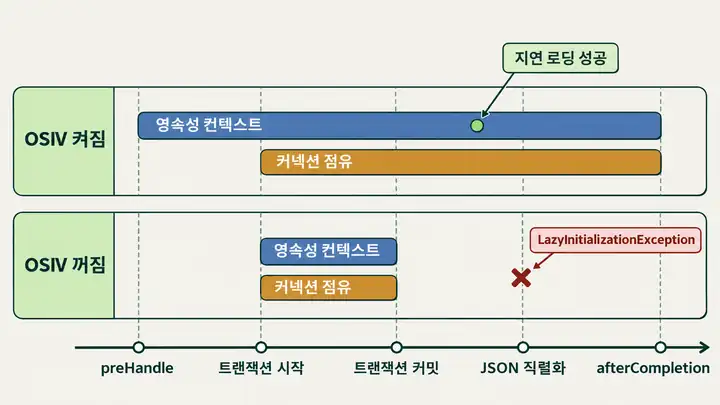 지연 로딩 성공
OSIV 켜짐
영속성 컨텍스트
커넥션 점유
OSIV 꺼짐
영속성 컨텍스트
커넥션 점유
LazyInitializationException
preHandle
트랜잭션 시작
트랜잭션 커밋
JSON 직렬화
afterCompletion